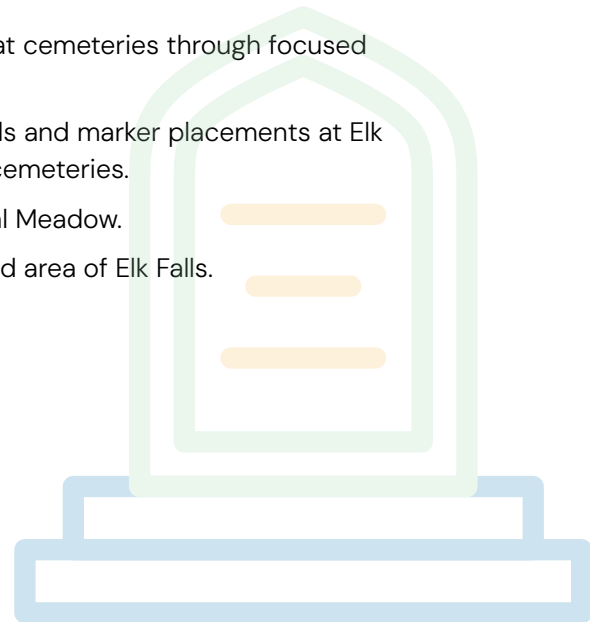 at cemeteries through focused
ls and marker placements at Elk
cemeteries.
l Meadow.
d area of Elk Falls.